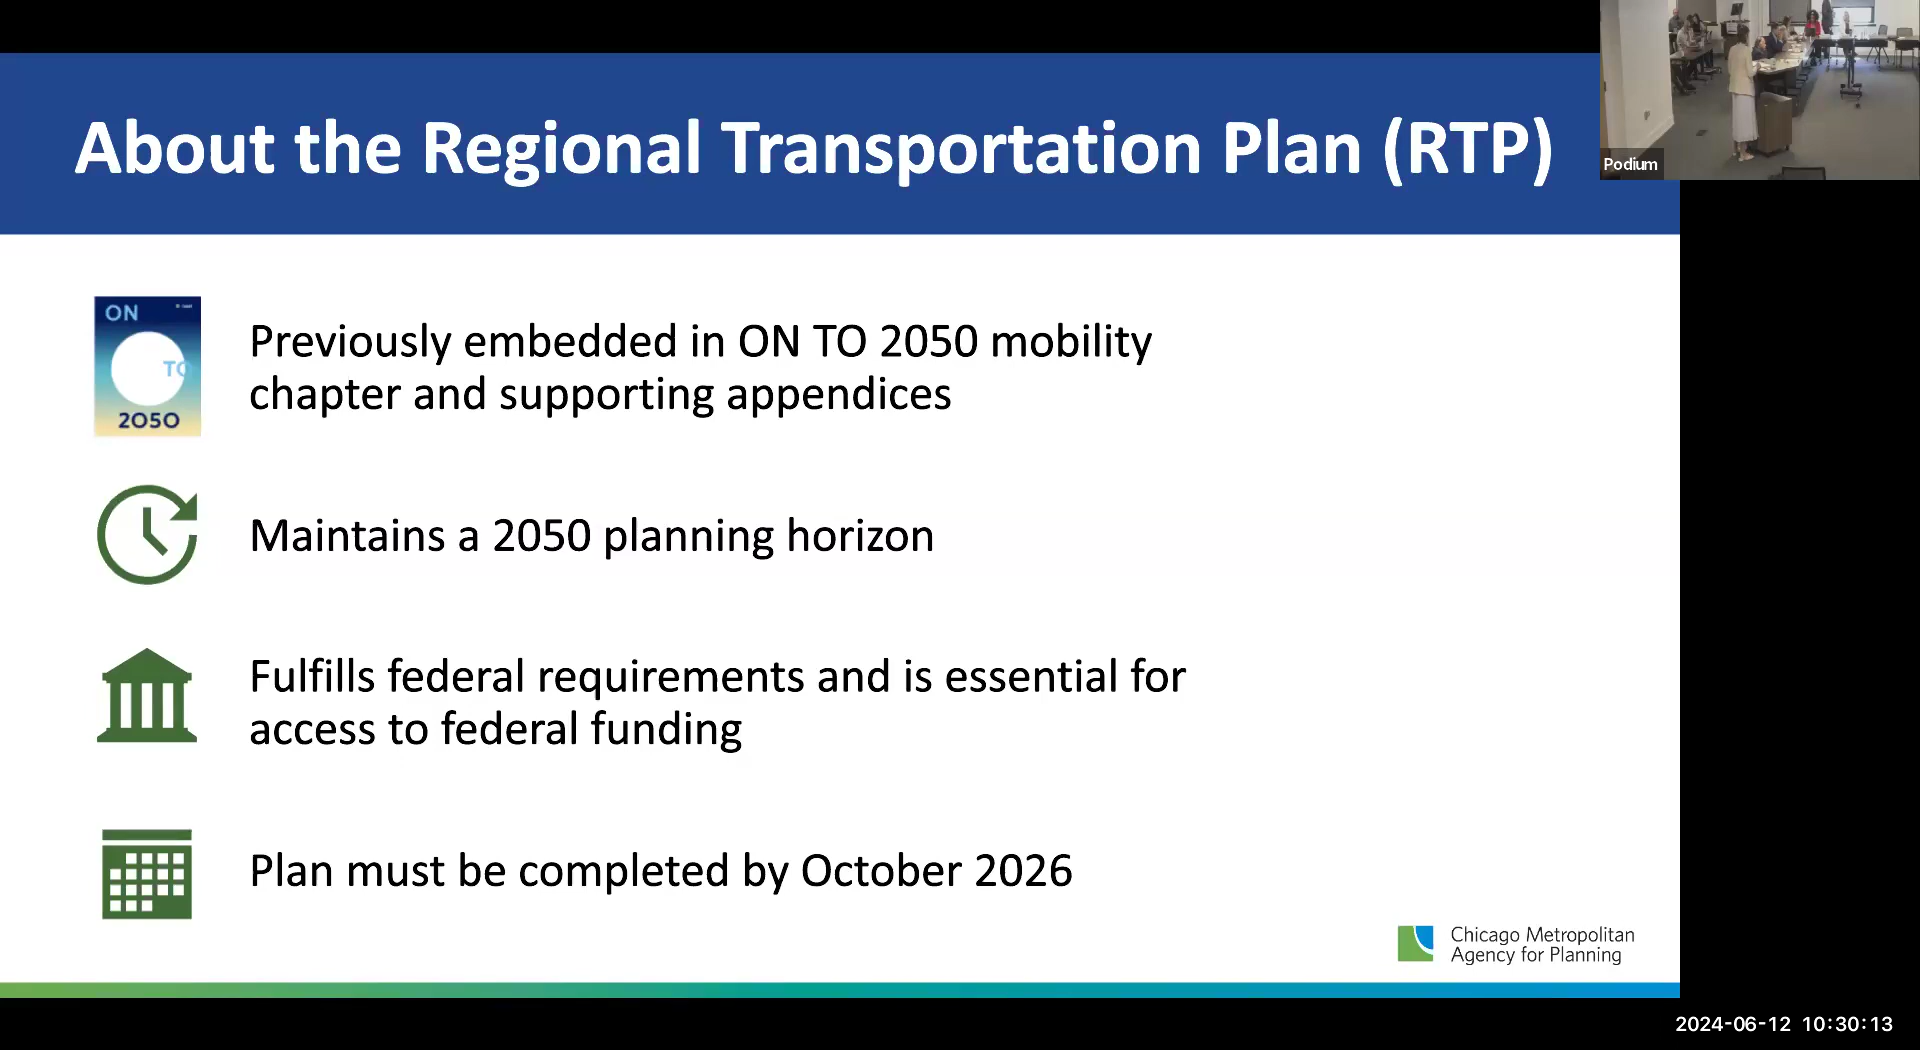 About the Regional Transportation Plan (RTP)
Podium
ON
TO
2050
Previously embedded in ON TO 2050 mobility
chapter and supporting appendices
Maintains a 2050 planning horizon
Fulfills federal requirements and is essential for
access to federal funding
Plan must be completed by October 2026
Chicago Metropolitan
Agency for Planning
2024-06-12 10:30:13